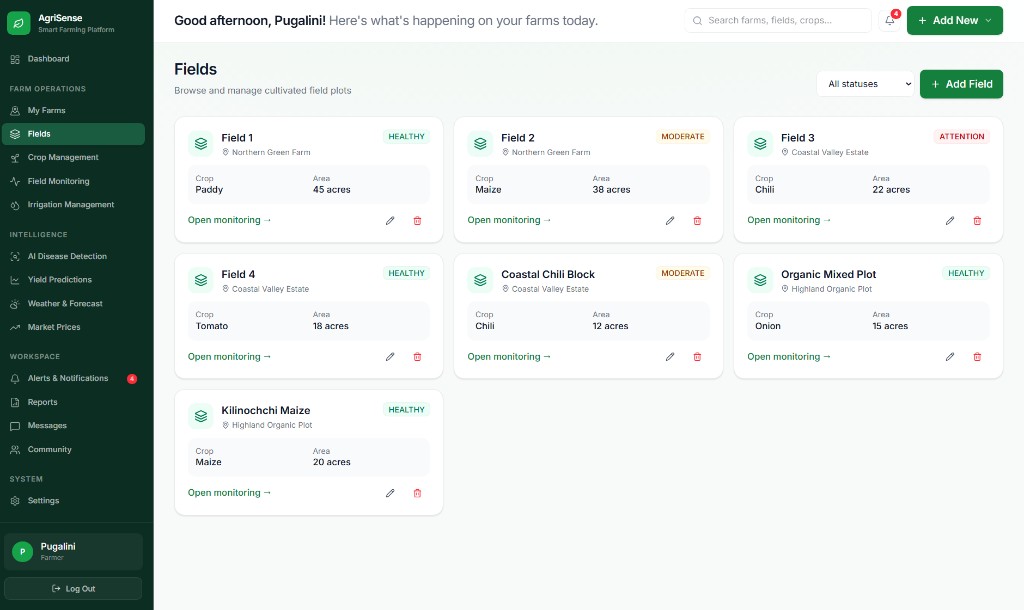 AgriSense
Smart Farming Platform
Dashboard
FARM OPERATIONS
My Farms
Fields
Crop Management
Field Monitoring
Irrigation Management
INTELLIGENCE
AI Disease Detection
Yield Predictions
Weather & Forecast
Market Prices
WORKSPACE
Alerts & Notifications 4
Reports
Messages
Community
SYSTEM
Settings
P
Pugalini
Farmer
Log Out
Good afternoon, Pugalini! Here's what's happening on your farms today.
Search farms, fields, crops...
4
+ Add New
Fields
Browse and manage cultivated field plots
All statuses
+ Add Field
Field 1 HEALTHY
Northern Green Farm
Crop Area
Paddy 45 acres
Open monitoring →
Field 2 MODERATE
Northern Green Farm
Crop Area
Maize 38 acres
Open monitoring →
Field 3 ATTENTION
Coastal Valley Estate
Crop Area
Chili 22 acres
Open monitoring →
Field 4 HEALTHY
Coastal Valley Estate
Crop Area
Tomato 18 acres
Open monitoring →
Coastal Chili Block MODERATE
Coastal Valley Estate
Crop Area
Chili 12 acres
Open monitoring →
Organic Mixed Plot HEALTHY
Highland Organic Plot
Crop Area
Onion 15 acres
Open monitoring →
Kilinochchi Maize HEALTHY
Highland Organic Plot
Crop Area
Maize 20 acres
Open monitoring →